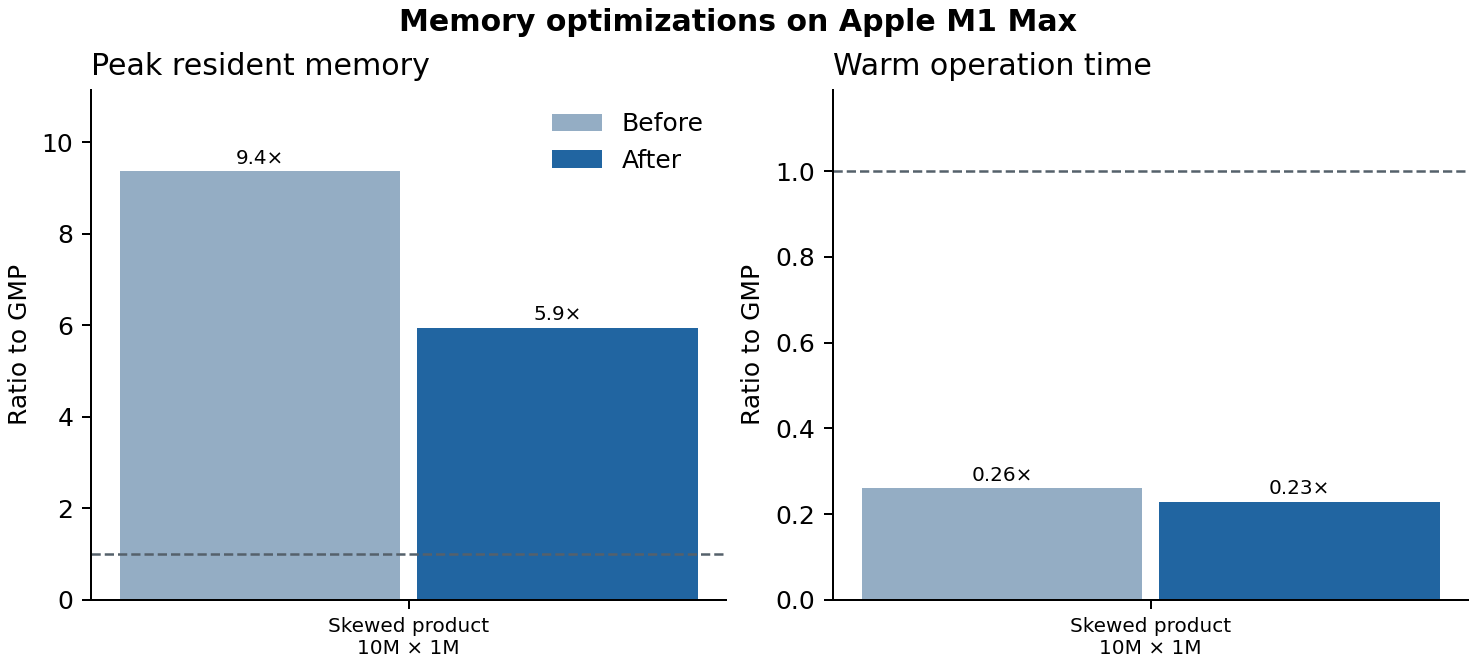 Memory optimizations on Apple M1 Max
Peak resident memory
Ratio to GMP
10
8
6
4
2
0
9.4×
5.9×
Before
After
Skewed product
10M × 1M
Warm operation time
Ratio to GMP
1.0
0.8
0.6
0.4
0.2
0.0
0.26×
0.23×
Skewed product
10M × 1M